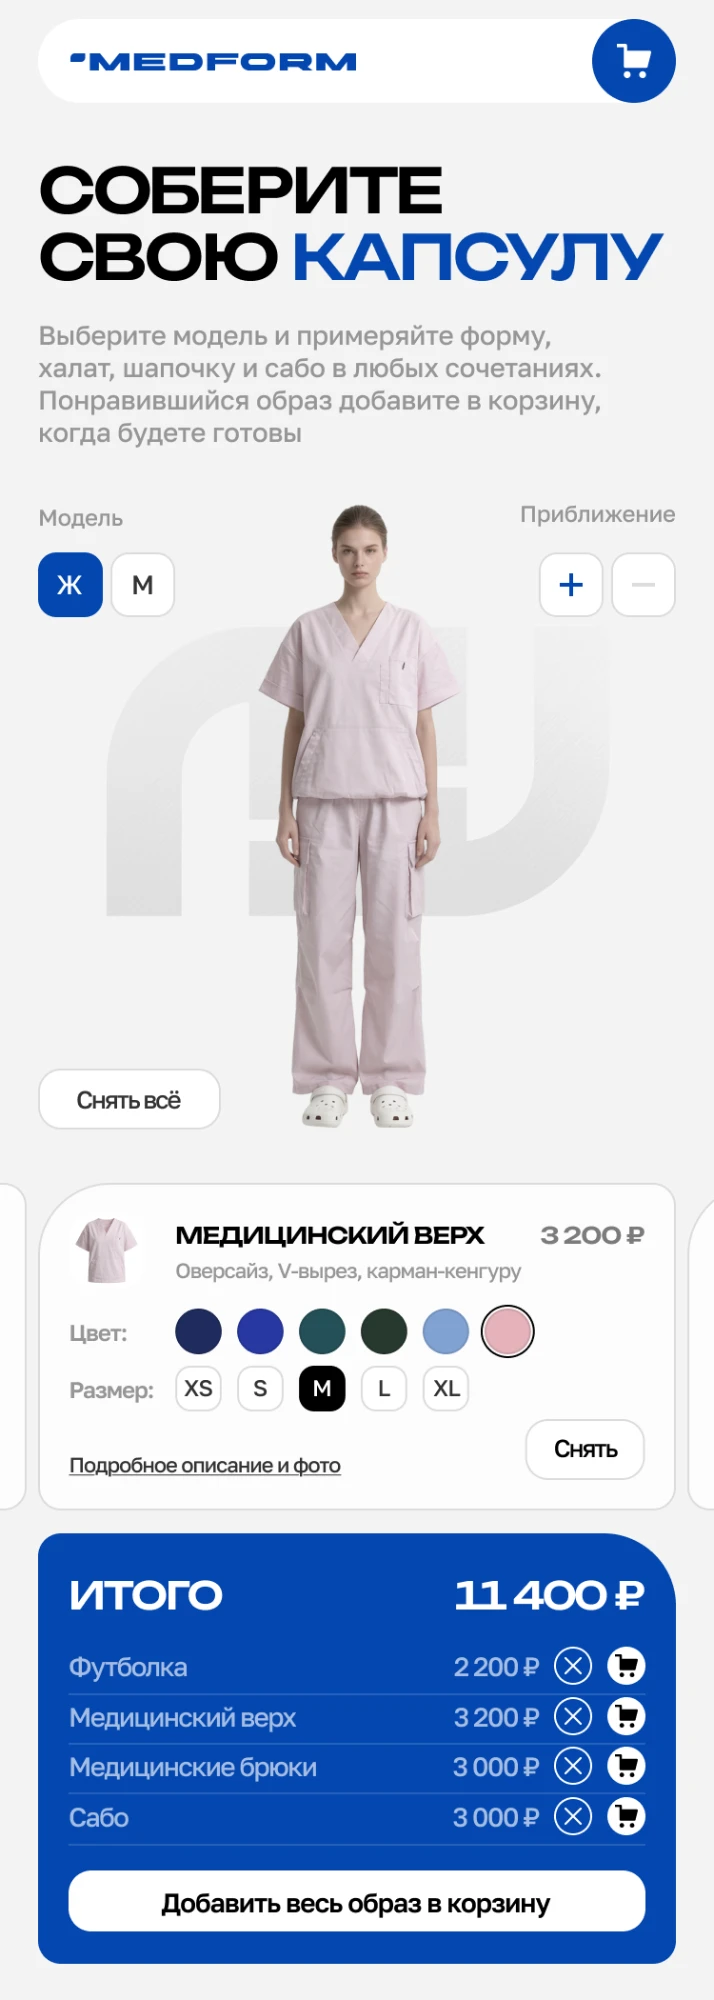 MEDFORM
СОБЕРИТЕ
СВОЮ КАПСУЛУ
Выберите модель и примеряйте форму,
халат, шапочку и сабо в любых сочетаниях.
Понравившийся образ добавите в корзину,
когда будете готовы
Модель
Приближение
Ж М
+ −
Снять всё
МЕДИЦИНСКИЙ ВЕРХ 3 200 ₽
Оверсайз, V-вырез, карман-кенгуру
Цвет:
Размер: XS S M L XL
Снять
Подробное описание и фото
ИТОГО 11 400 ₽
Футболка 2 200 ₽
Медицинский верх 3 200 ₽
Медицинские брюки 3 000 ₽
Сабо 3 000 ₽
Добавить весь образ в корзину